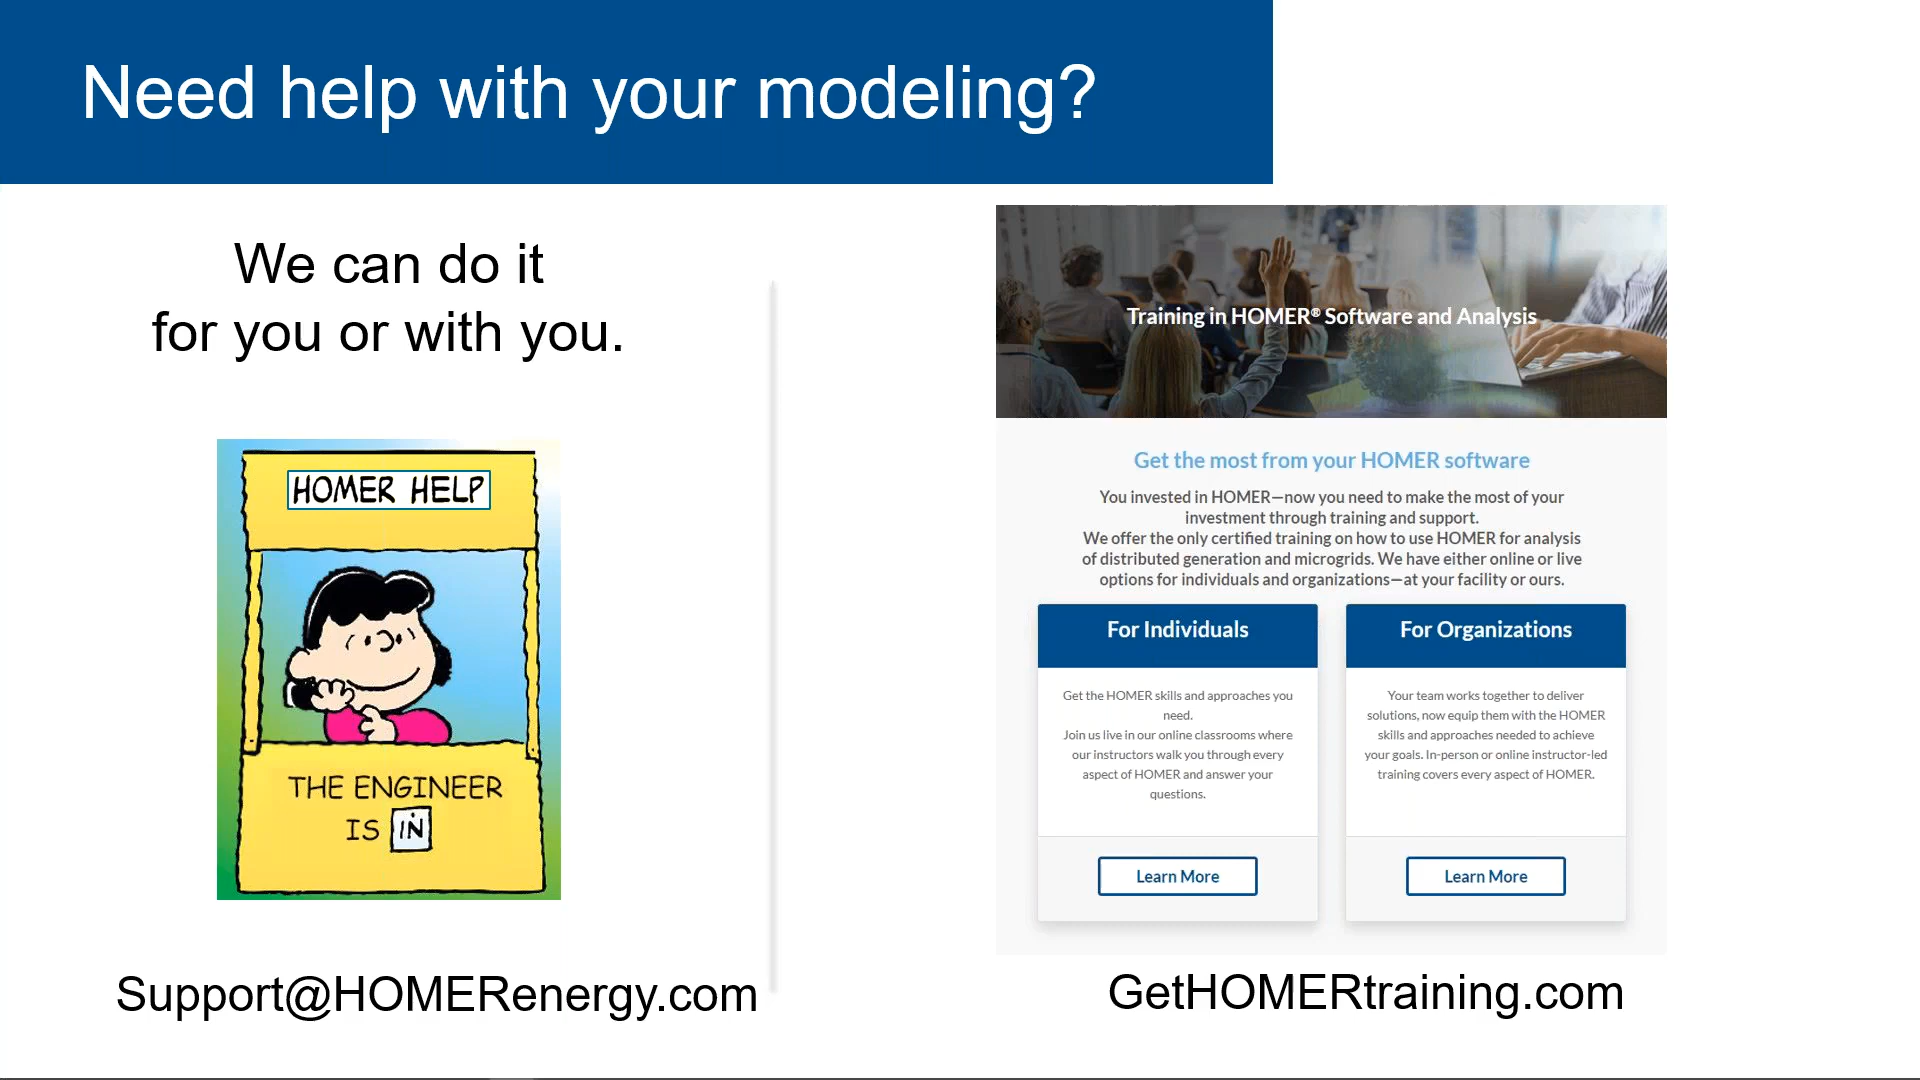 Need help with your modeling?
We can do it
for you or with you.
HOMER HELP
THE ENGINEER
IS IN
Support@HOMEREnergy.com
Training in HOMER® Software and Analysis
Get the most from your HOMER software
You invested in HOMER—now you need to make the most of your
investment through training and support.
We offer the only certified training on how to use HOMER for analysis
of distributed generation and microgrids. We have either online or live
options for individuals and organizations—at your facility or ours.
For Individuals
Get the HOMER skills and approaches you
need.
Join us live in our online classrooms where
our instructors walk you through every
aspect of HOMER and answer your
questions.
Learn More
For Organizations
Your team works together to deliver
solutions, now equip them with the HOMER
skills and approaches needed to achieve
your goals. In-person or online instructor-led
training covers every aspect of HOMER.
Learn More
GetHOMERtraining.com